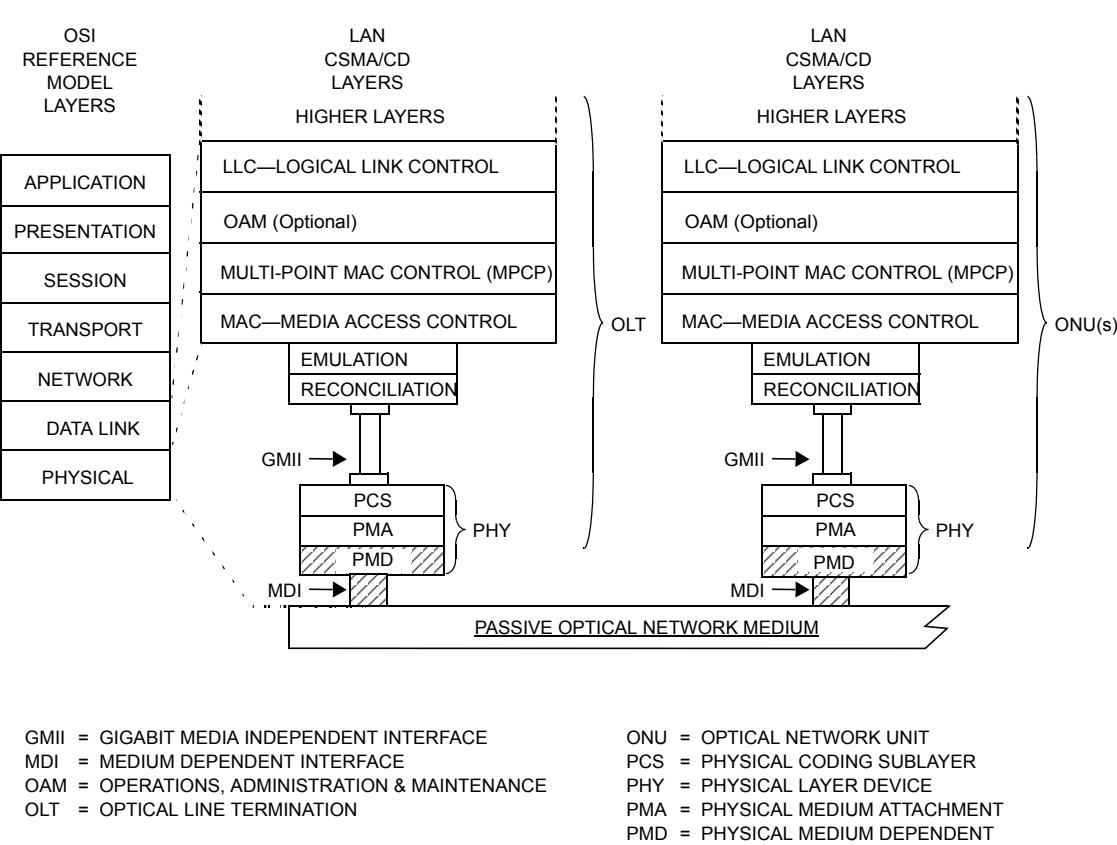 OSI
REFERENCE
MODEL
LAYERS
APPLICATION
PRESENTATION
SESSION
TRANSPORT
NETWORK
DATA LINK
PHYSICAL
LAN
CSMA/CD
LAYERS
HIGHER LAYERS
LLC—LOGICAL LINK CONTROL
OAM (Optional)
MULTI-POINT MAC CONTROL (MPCP)
MAC—MEDIA ACCESS CONTROL
EMULATION
RECONCILIATION
GMII
PCS
PMA
PMD
PHY
MDI
OLT
LAN
CSMA/CD
LAYERS
HIGHER LAYERS
LLC—LOGICAL LINK CONTROL
OAM (Optional)
MULTI-POINT MAC CONTROL (MPCP)
MAC—MEDIA ACCESS CONTROL
EMULATION
RECONCILIATION
GMII
PCS
PMA
PMD
PHY
MDI
ONU(s)
PASSIVE OPTICAL NETWORK MEDIUM
GMII = GIGABIT MEDIA INDEPENDENT INTERFACE
MDI = MEDIUM DEPENDENT INTERFACE
OAM = OPERATIONS, ADMINISTRATION & MAINTENANCE
OLT = OPTICAL LINE TERMINATION
ONU = OPTICAL NETWORK UNIT
PCS = PHYSICAL CODING SUBLAYER
PHY = PHYSICAL LAYER DEVICE
PMA = PHYSICAL MEDIUM ATTACHMENT
PMD = PHYSICAL MEDIUM DEPENDENT